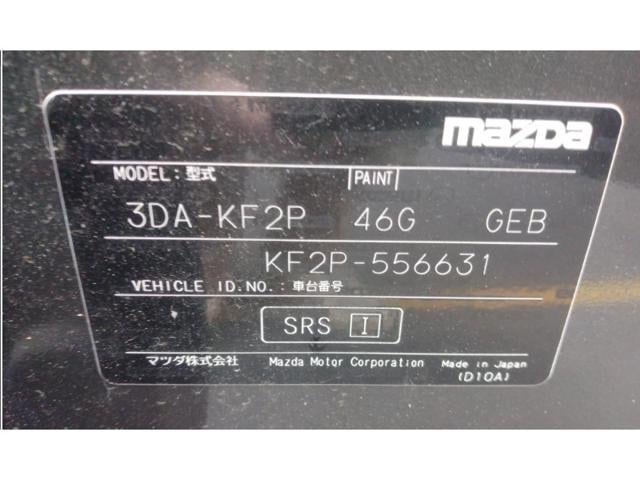 mazda
MODEL: 型式 PAINT
3DA-KF2P 46G GEB
KF2P-556631
VEHICLE ID.NO.: 車台番号
SRS I
マツダ株式会社 Mazda Motor Corporation Made in Japan
(D10A)